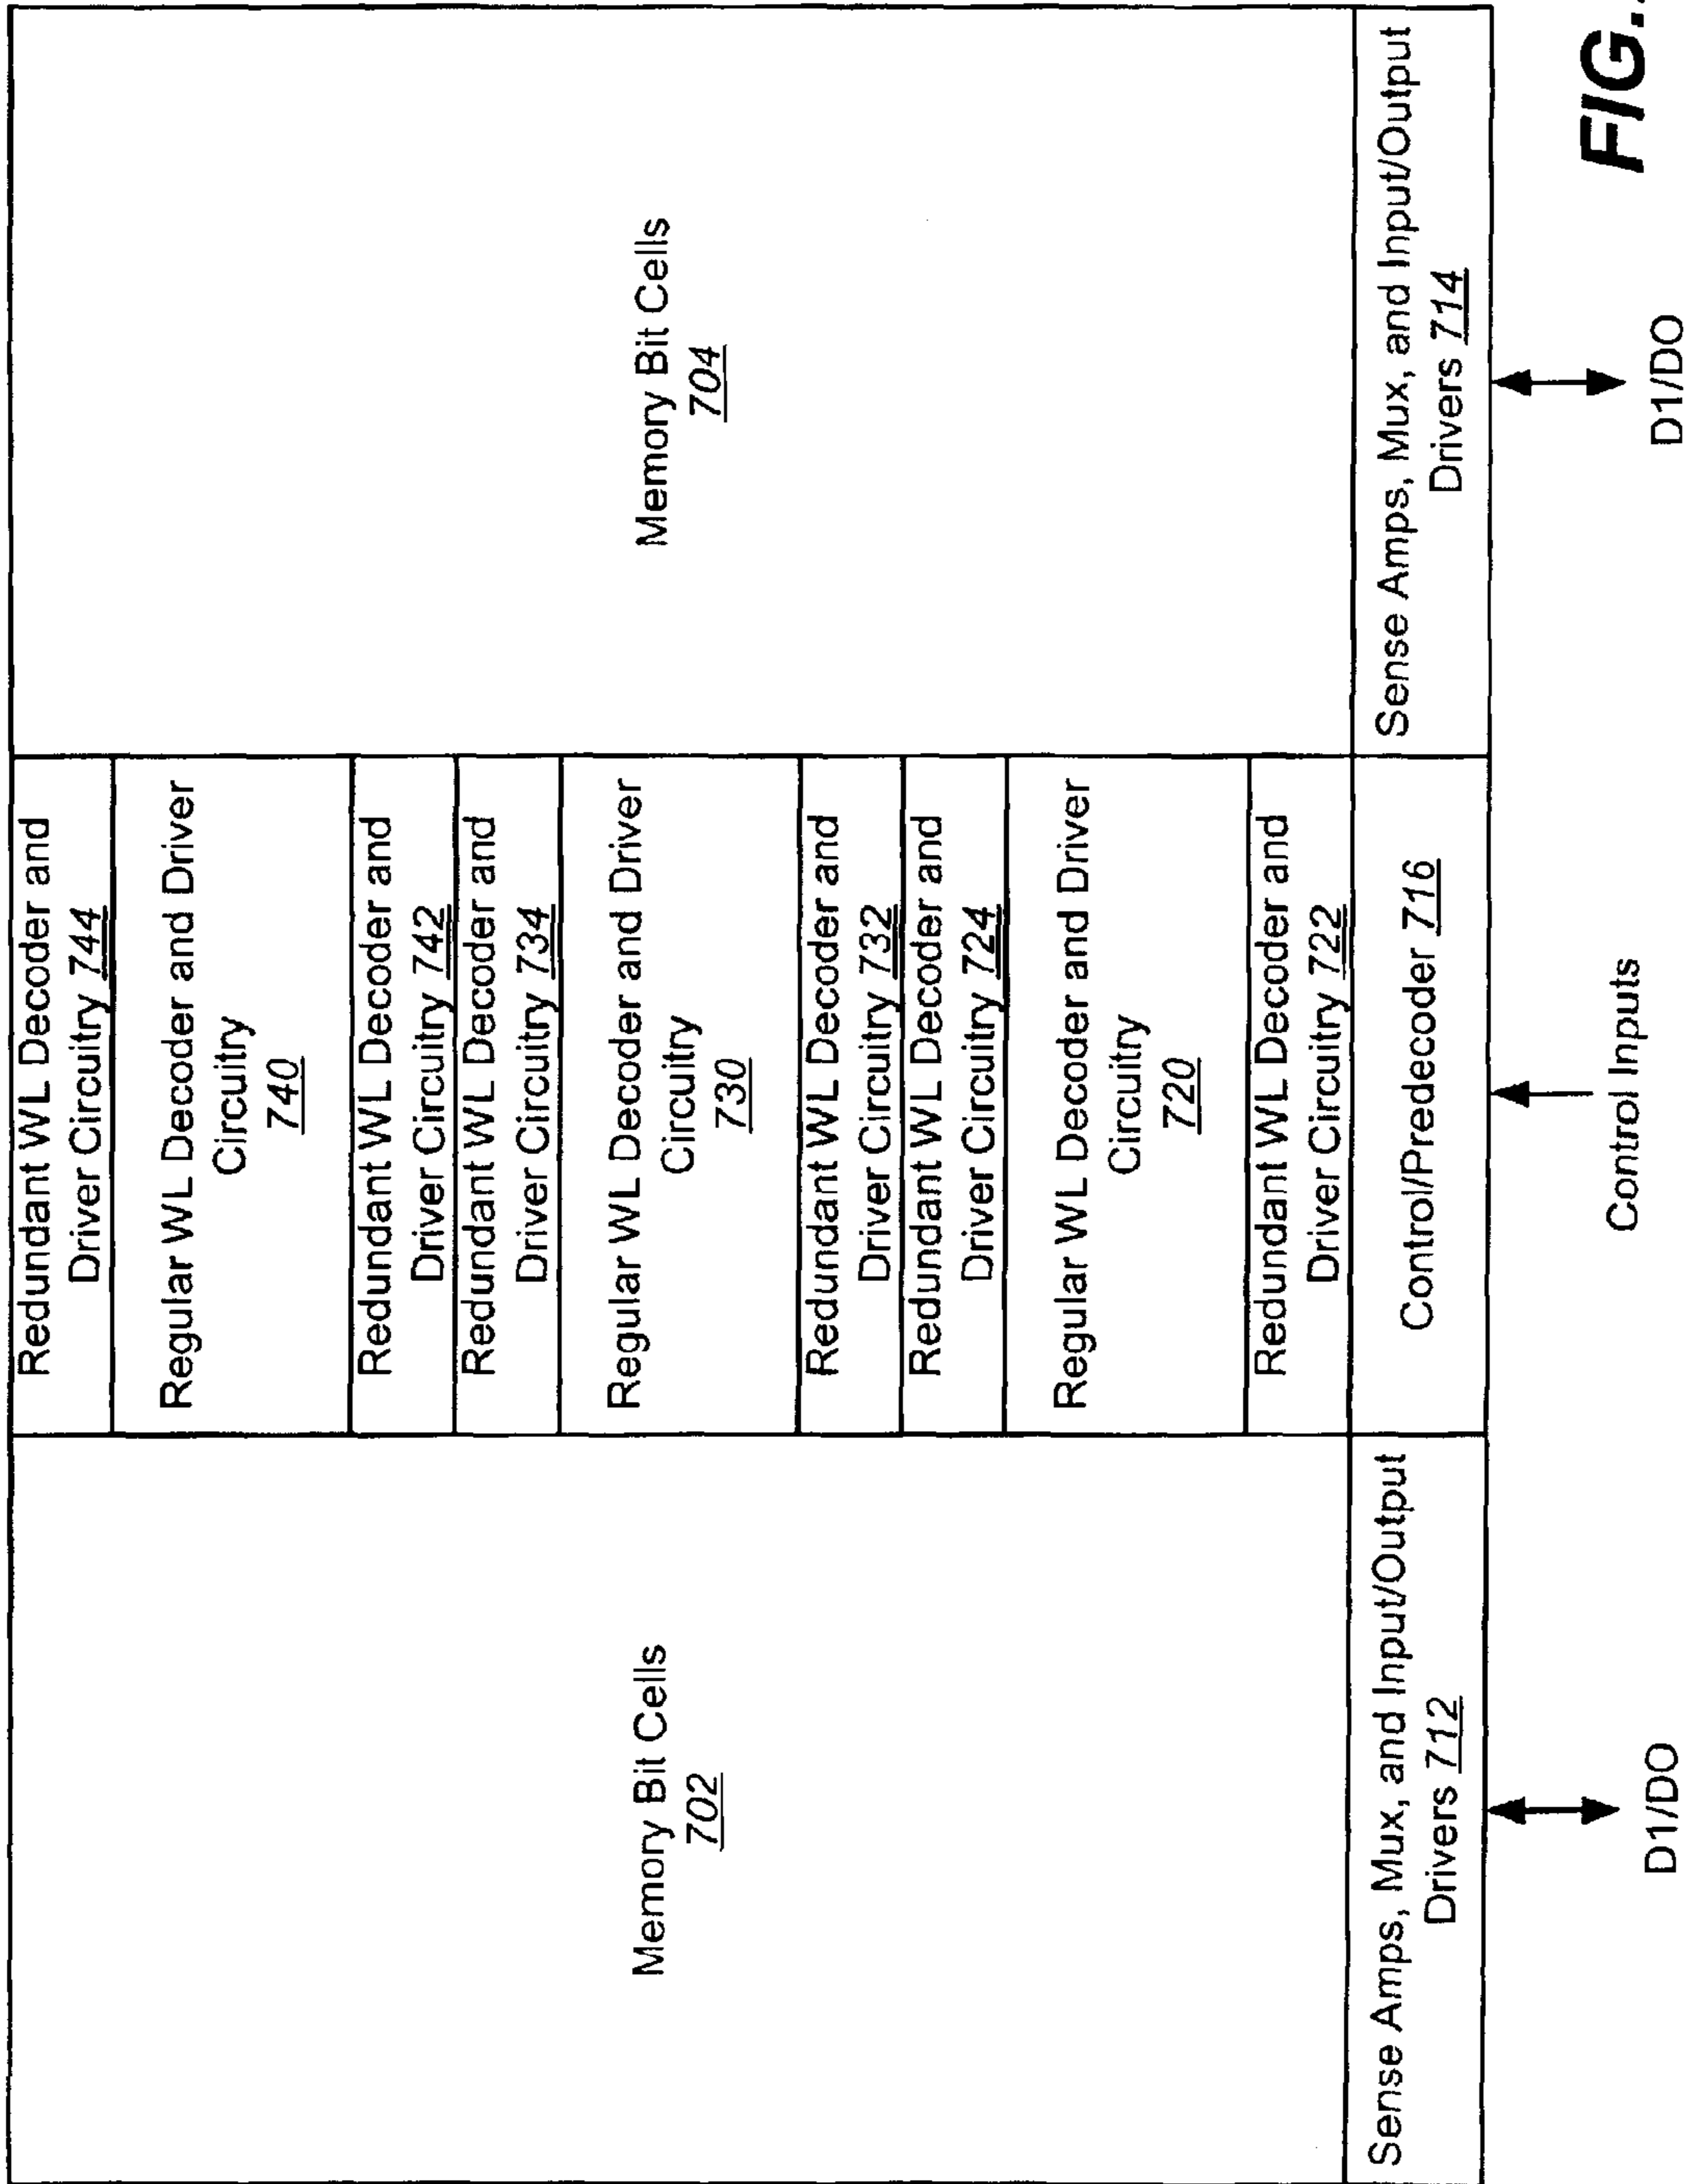 Redundant WL Decoder and
Driver Circuitry 744
Regular WL Decoder and Driver
Circuitry
740
Redundant WL Decoder and
Driver Circuitry 742
Redundant WL Decoder and
Driver Circuitry 734
Memory Bit Cells
702
Regular WL Decoder and Driver
Circuitry
730
Memory Bit Cells
704
Redundant WL Decoder and
Driver Circuitry 732
Redundant WL Decoder and
Driver Circuitry 724
Regular WL Decoder and Driver
Circuitry
720
Redundant WL Decoder and
Driver Circuitry 722
Sense Amps, Mux, and Input/Output
Drivers 712
Control/Predecoder 716
Sense Amps, Mux, and Input/Output
Drivers 714
D1/DO
Control Inputs
D1/DO
FIG.